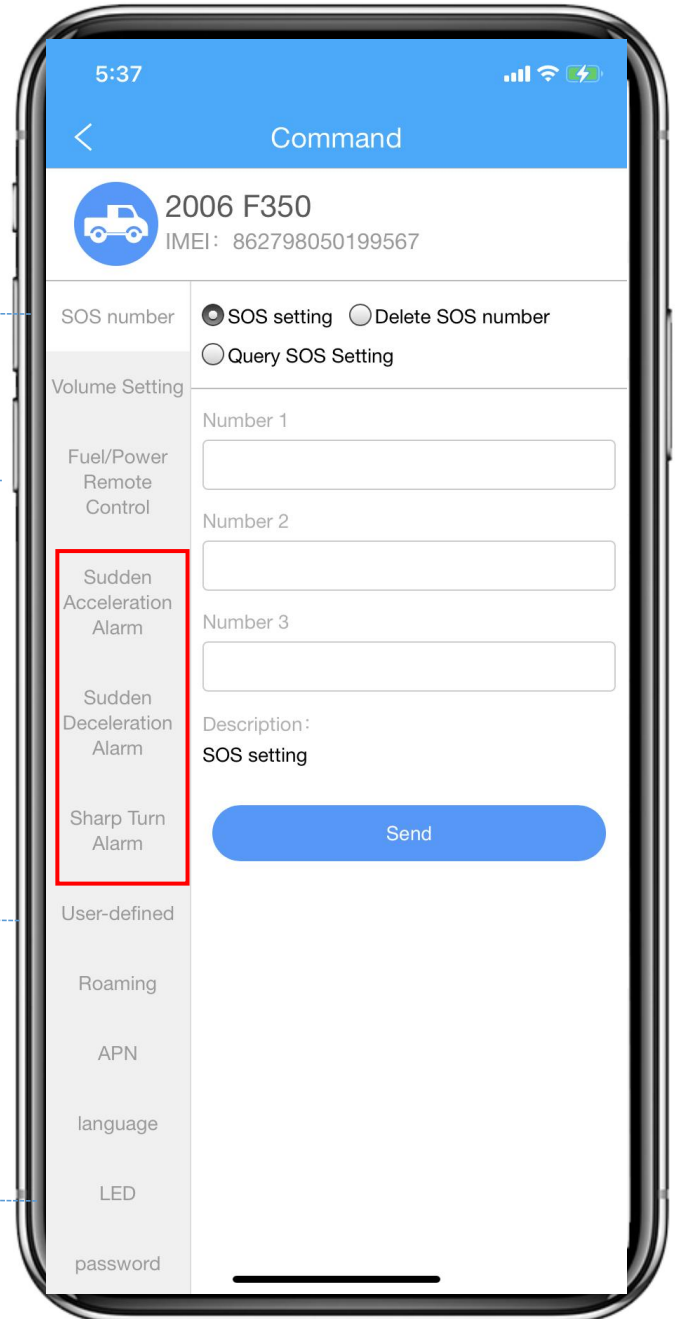 5:37
Command
2006 F350
IMEI: 862798050199567
SOS number
Volume Setting
Fuel/Power
Remote
Control
Sudden
Acceleration
Alarm
Sudden
Deceleration
Alarm
Sharp Turn
Alarm
User-defined
Roaming
APN
language
LED
password
SOS setting
Delete SOS number
Query SOS Setting
Number 1
Number 2
Number 3
Description:
SOS setting
Send